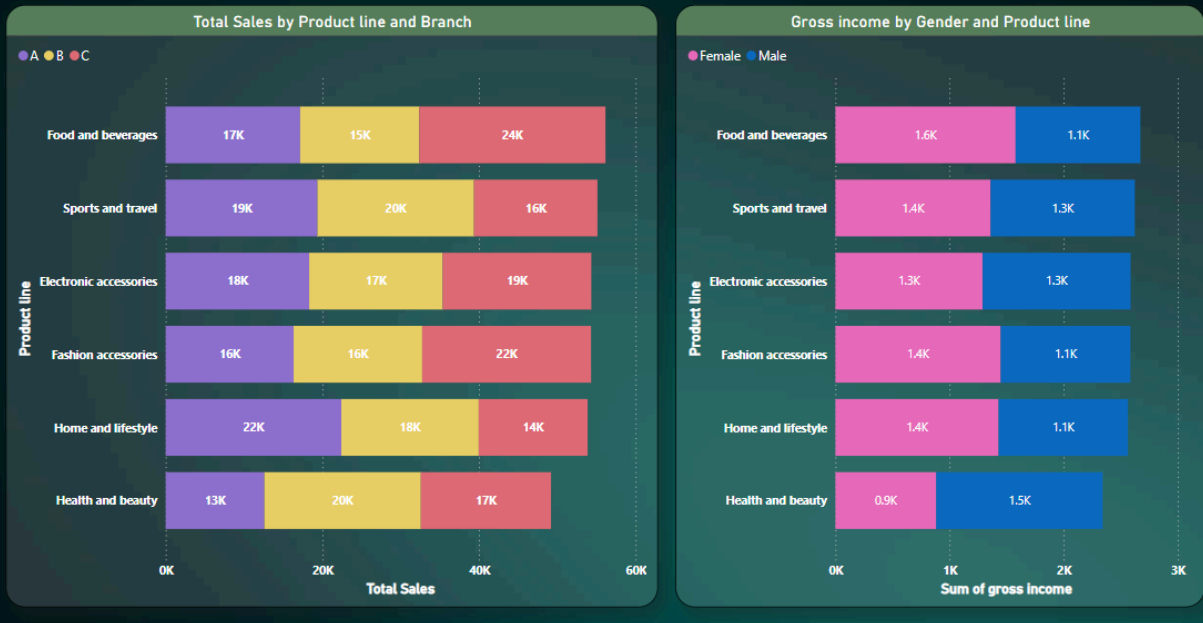 Total Sales by Product line and Branch
A B C
Product line
Food and beverages 17K 15K 24K
Sports and travel 19K 20K 16K
Electronic accessories 18K 17K 19K
Fashion accessories 16K 16K 22K
Home and lifestyle 22K 18K 14K
Health and beauty 13K 20K 17K
0K 20K 40K 60K
Total Sales
Gross income by Gender and Product line
Female Male
Product line
Food and beverages 1.6K 1.1K
Sports and travel 1.4K 1.3K
Electronic accessories 1.3K 1.3K
Fashion accessories 1.4K 1.1K
Home and lifestyle 1.4K 1.1K
Health and beauty 0.9K 1.5K
0K 1K 2K 3K
Sum of gross income